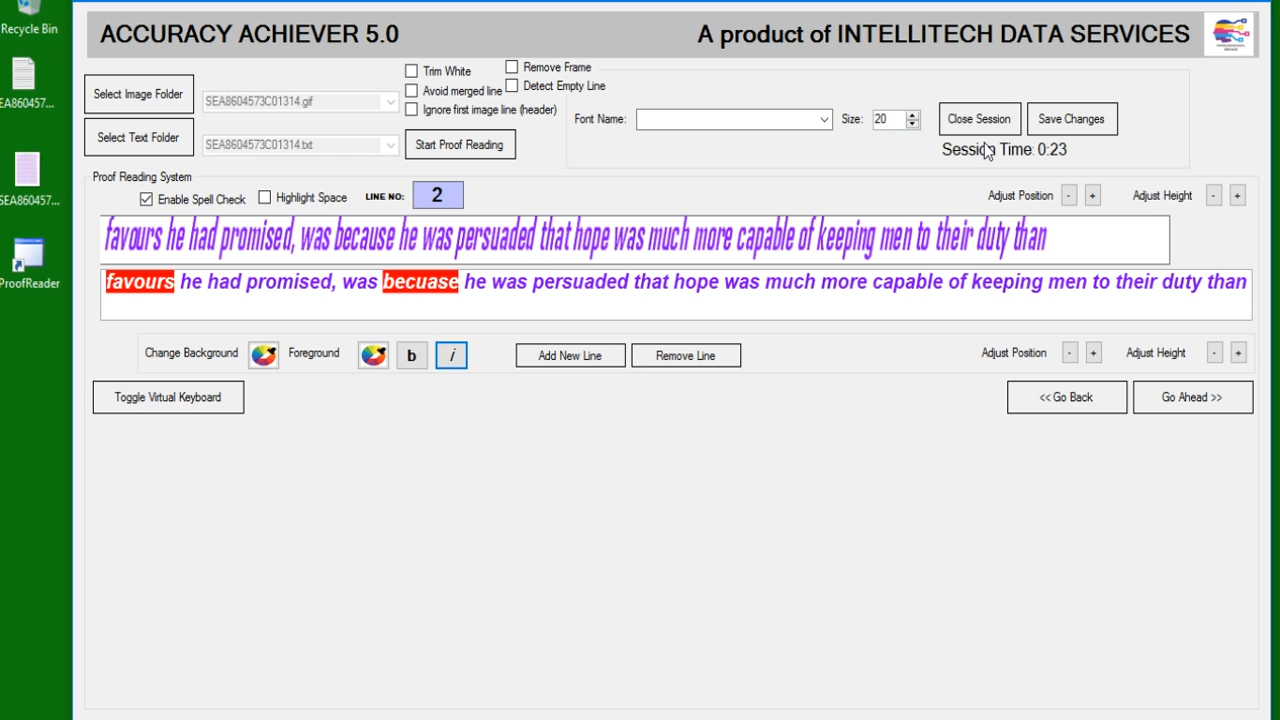 Recycle Bin
ACCURACY ACHIEVER 5.0
A product of INTELLITECH DATA SERVICES
SEA860457...
SEA860457...
ProofReader
Select Image Folder
SEA8604573C01314.gif
Select Text Folder
SEA8604573C01314.txt
Trim White
Remove Frame
Avoid merged line
Detect Empty Line
Ignore first image line (header)
Start Proof Reading
Font Name:
Size: 20
Close Session
Save Changes
Session Time: 0:23
Proof Reading System
Enable Spell Check
Highlight Space
LINE NO: 2
Adjust Position - +
Adjust Height - +
favours he had promised, was because he was persuaded that hope was much more capable of keeping men to their duty than
favours he had promised, was becuase he was persuaded that hope was much more capable of keeping men to their duty than
Change Background
Foreground
b
i
Add New Line
Remove Line
Adjust Position - +
Adjust Height - +
Toggle Virtual Keyboard
<< Go Back
Go Ahead >>